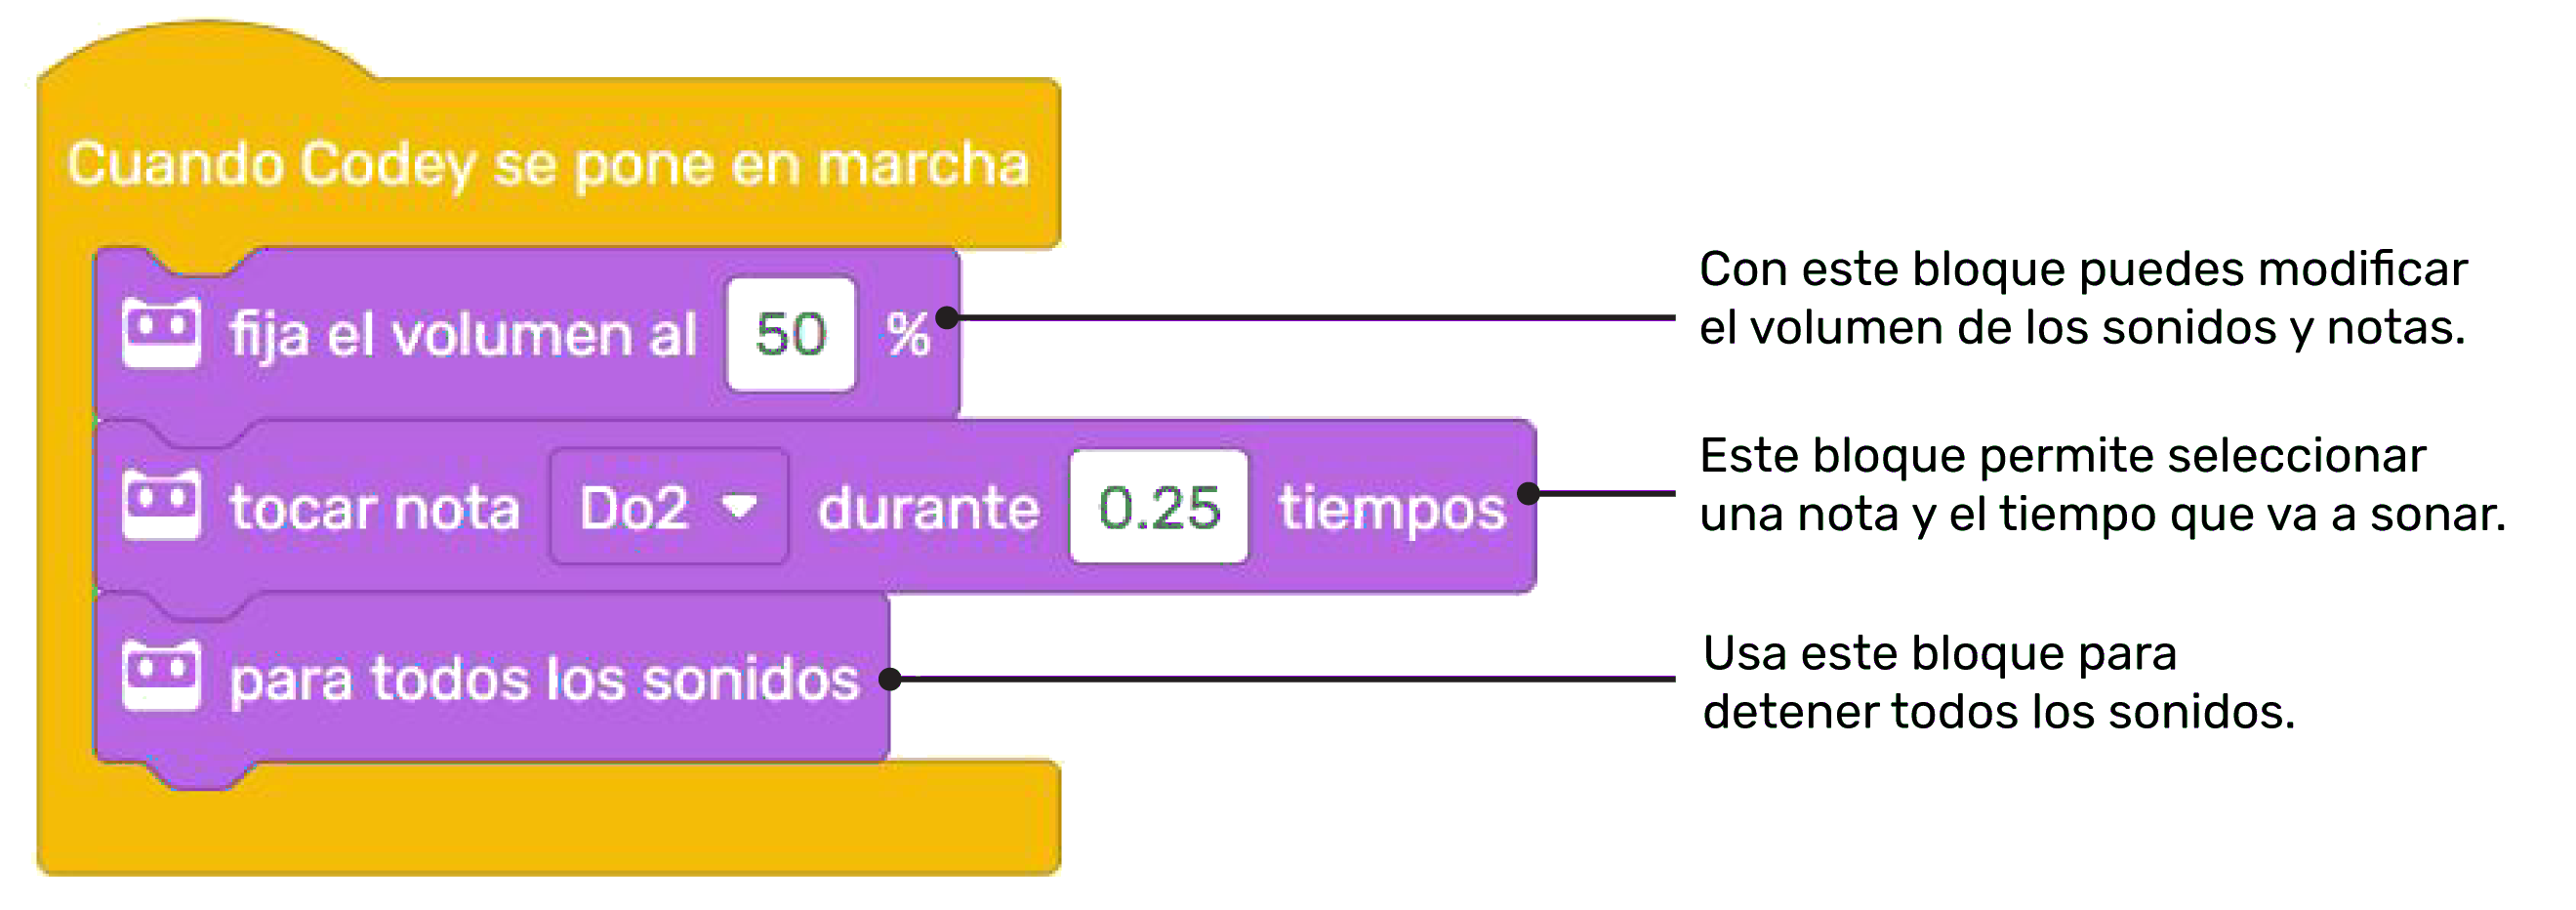 Cuando Codey se pone en marcha
fija el volumen al 50 %
Con este bloque puedes modificar
el volumen de los sonidos y notas.
tocar nota Do2 durante 0.25 tiempos
Este bloque permite seleccionar
una nota y el tiempo que va a sonar.
para todos los sonidos
Usa este bloque para
detener todos los sonidos.